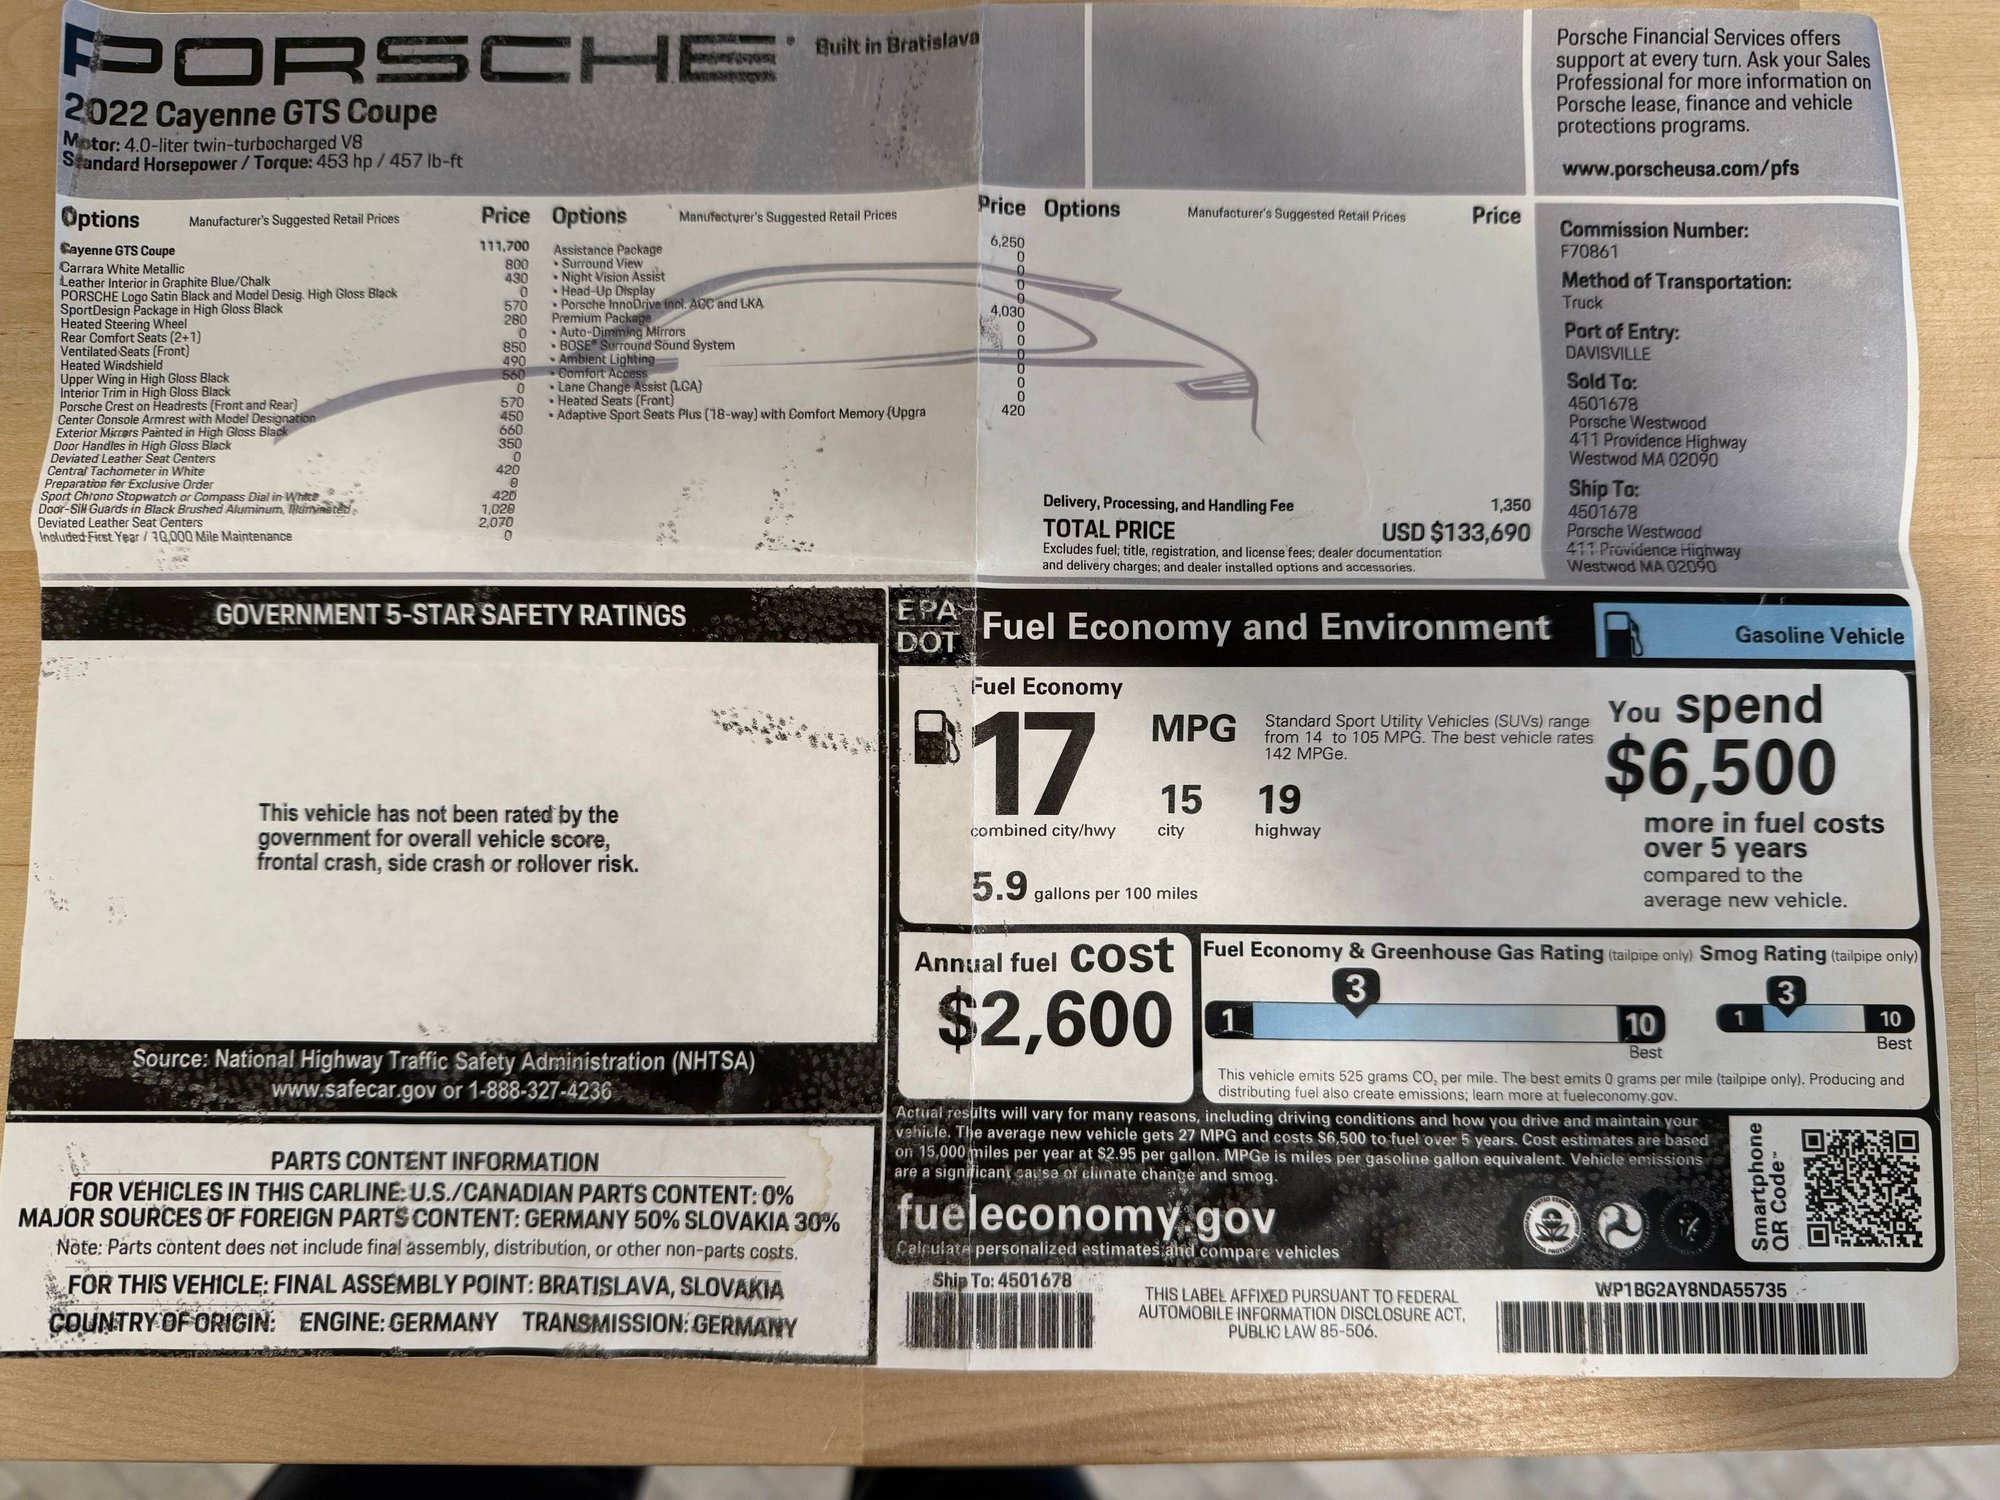 PORSCHE Built in Bratislava
2022 Cayenne GTS Coupe
Motor: 4.0-liter twin-turbocharged V8
Standard Horsepower / Torque: 453 hp / 457 lb-ft
Porsche Financial Services offers
support at every turn. Ask your Sales
Professional for more information on
Porsche lease, finance and vehicle
protections programs.
www.porscheusa.com/pfs
Options Manufacturer's Suggested Retail Prices Price
Cayenne GTS Coupe 111,700
Carrara White Metallic 800
Leather Interior in Graphite Blue/Chalk 430
PORSCHE Logo Satin Black and Model Desig. High Gloss Black 0
SportDesign Package in High Gloss Black 570
Heated Steering Wheel 280
Rear Comfort Seats (2+1) 0
Ventilated Seats (Front) 850
Heated Windshield 490
Upper Wing in High Gloss Black 560
Interior Trim in High Gloss Black 0
Porsche Crest on Headrests (Front and Rear) 570
Center Console Armrest with Model Designation 450
Exterior Mirrors Painted in High Gloss Black 660
Door Handles in High Gloss Black 350
Deviated Leather Seat Centers 0
Central Tachometer in White 420
Preparation for Exclusive Order 0
Sport Chrono Stopwatch or Compass Dial in White 420
Door-Sill Guards in Black Brushed Aluminum, Illuminated 1,020
Deviated Leather Seat Centers 2,070
Included First Year / 10,000 Mile Maintenance 0
Options Manufacturer's Suggested Retail Prices Price
Assistance Package 6,250
• Surround View 0
• Night Vision Assist 0
• Head-Up Display 0
• Porsche InnoDrive incl. ACC and LKA 0
Premium Package 4,030
• Auto-Dimming Mirrors 0
• BOSE® Surround Sound System 0
• Ambient Lighting 0
• Comfort Access 0
• Lane Change Assist (LCA) 0
• Heated Seats (Front) 0
• Adaptive Sport Seats Plus (18-way) with Comfort Memory (Upgra 420
Options Manufacturer's Suggested Retail Prices Price
Delivery, Processing, and Handling Fee 1,350
TOTAL PRICE USD $133,690
Excludes fuel; title, registration, and license fees; dealer documentation
and delivery charges; and dealer installed options and accessories.
Commission Number:
F70861
Method of Transportation:
Truck
Port of Entry:
DAVISVILLE
Sold To:
4501678
Porsche Westwood
411 Providence Highway
Westwod MA 02090
Ship To:
4501678
Porsche Westwood
411 Providence Highway
Westwod MA 02090
GOVERNMENT 5-STAR SAFETY RATINGS
This vehicle has not been rated by the
government for overall vehicle score,
frontal crash, side crash or rollover risk.
Source: National Highway Traffic Safety Administration (NHTSA)
www.safecar.gov or 1-888-327-4236
PARTS CONTENT INFORMATION
FOR VEHICLES IN THIS CARLINE: U.S./CANADIAN PARTS CONTENT: 0%
MAJOR SOURCES OF FOREIGN PARTS CONTENT: GERMANY 50% SLOVAKIA 30%
Note: Parts content does not include final assembly, distribution, or other non-parts costs.
FOR THIS VEHICLE: FINAL ASSEMBLY POINT: BRATISLAVA, SLOVAKIA
COUNTRY OF ORIGIN: ENGINE: GERMANY TRANSMISSION: GERMANY
EPA
DOT
Fuel Economy and Environment
Gasoline Vehicle
Fuel Economy
17 MPG
combined city/hwy
15
city
19
highway
5.9 gallons per 100 miles
Standard Sport Utility Vehicles (SUVs) range
from 14 to 105 MPG. The best vehicle rates
142 MPGe.
You spend
$6,500
more in fuel costs
over 5 years
compared to the
average new vehicle.
Annual fuel cost
$2,600
Fuel Economy & Greenhouse Gas Rating (tailpipe only)
3
1 10
Best
Smog Rating (tailpipe only)
3
1 10
Best
This vehicle emits 525 grams CO₂ per mile. The best emits 0 grams per mile (tailpipe only). Producing and
distributing fuel also create emissions; learn more at fueleconomy.gov.
Actual results will vary for many reasons, including driving conditions and how you drive and maintain your
vehicle. The average new vehicle gets 27 MPG and costs $6,500 to fuel over 5 years. Cost estimates are based
on 15,000 miles per year at $2.95 per gallon. MPGe is miles per gasoline gallon equivalent. Vehicle emissions
are a significant cause of climate change and smog.
fueleconomy.gov
Calculate personalized estimates and compare vehicles
Smartphone
QR Code™
Ship To: 4501678
THIS LABEL AFFIXED PURSUANT TO FEDERAL
AUTOMOBILE INFORMATION DISCLOSURE ACT,
PUBLIC LAW 85-506.
WP1BG2AY8NDA55735